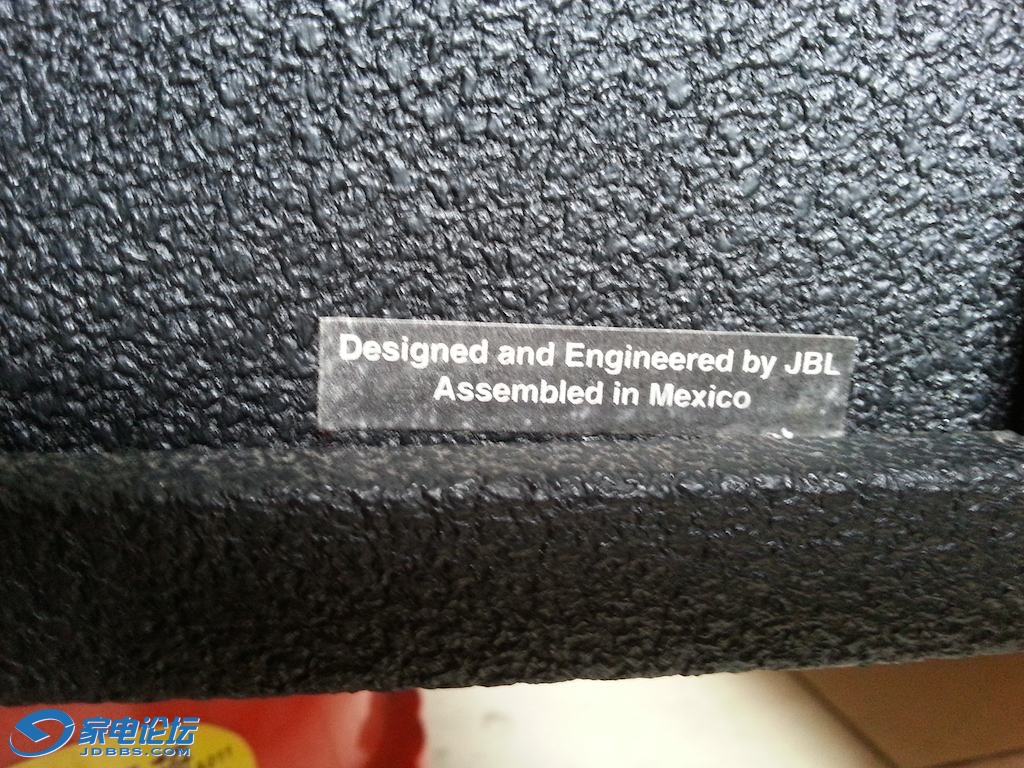 Designed and Engineered by JBL
Assembled in Mexico
家电论坛
JDBBS.COM